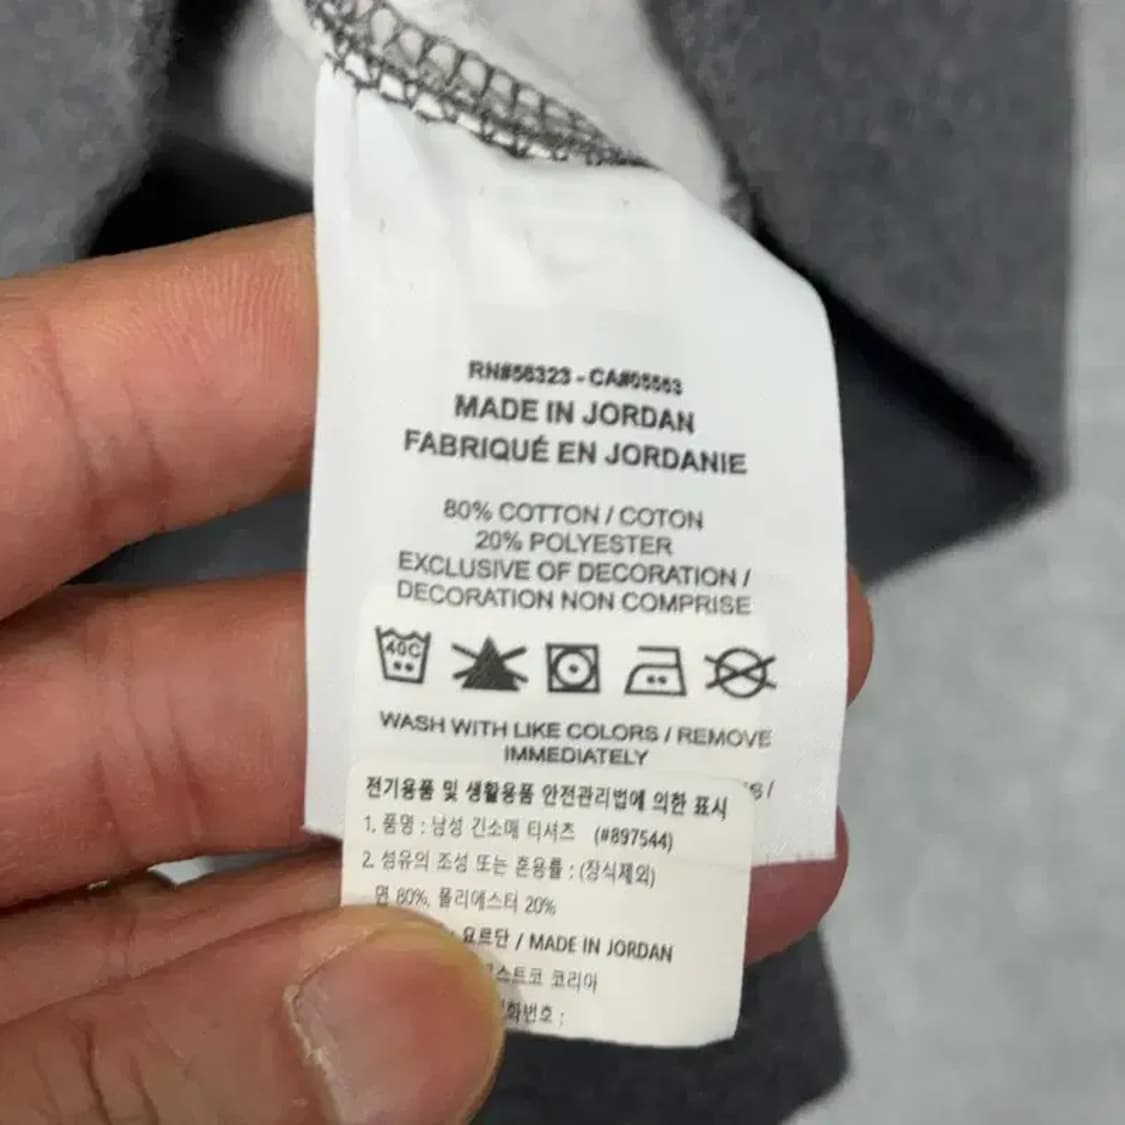 RN#56323 - CA#05553
MADE IN JORDAN
FABRIQUÉ EN JORDANIE
80% COTTON / COTON
20% POLYESTER
EXCLUSIVE OF DECORATION /
DECORATION NON COMPRISE
40C
WASH WITH LIKE COLORS / REMOVE
IMMEDIATELY
전기용품 및 생활용품 안전관리법에 의한 표시
1. 품명 : 남성 긴소매 티셔츠 (#897544)
2. 섬유의 조성 또는 혼용률 : (장식제외)
면 80%, 폴리에스터 20%
요르단 / MADE IN JORDAN
코리아